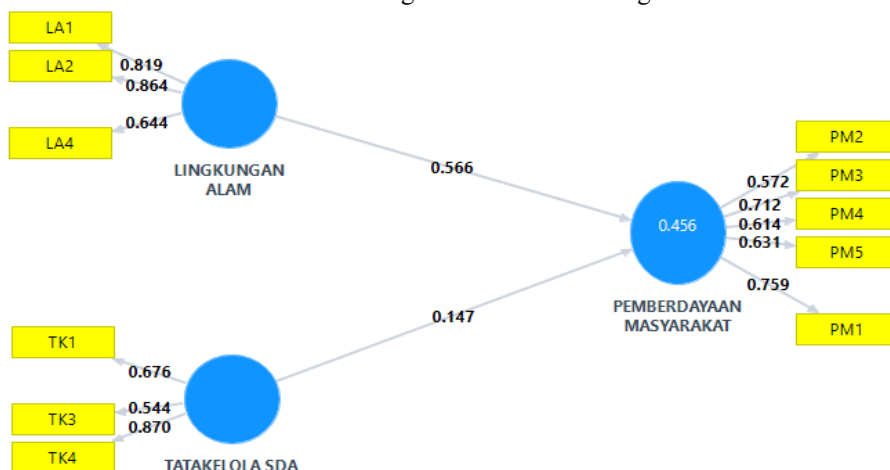 LA1
LA2
LA4
0.819
0.864
0.644
LINGKUNGAN
ALAM
0.566
0.456
PEMBERDAYAAN
MASYARAKAT
PM2
PM3
PM4
PM5
PM1
0.572
0.712
0.614
0.631
0.759
0.147
TK1
TK3
TK4
0.676
0.544
0.870
TATAKELOLA SDA